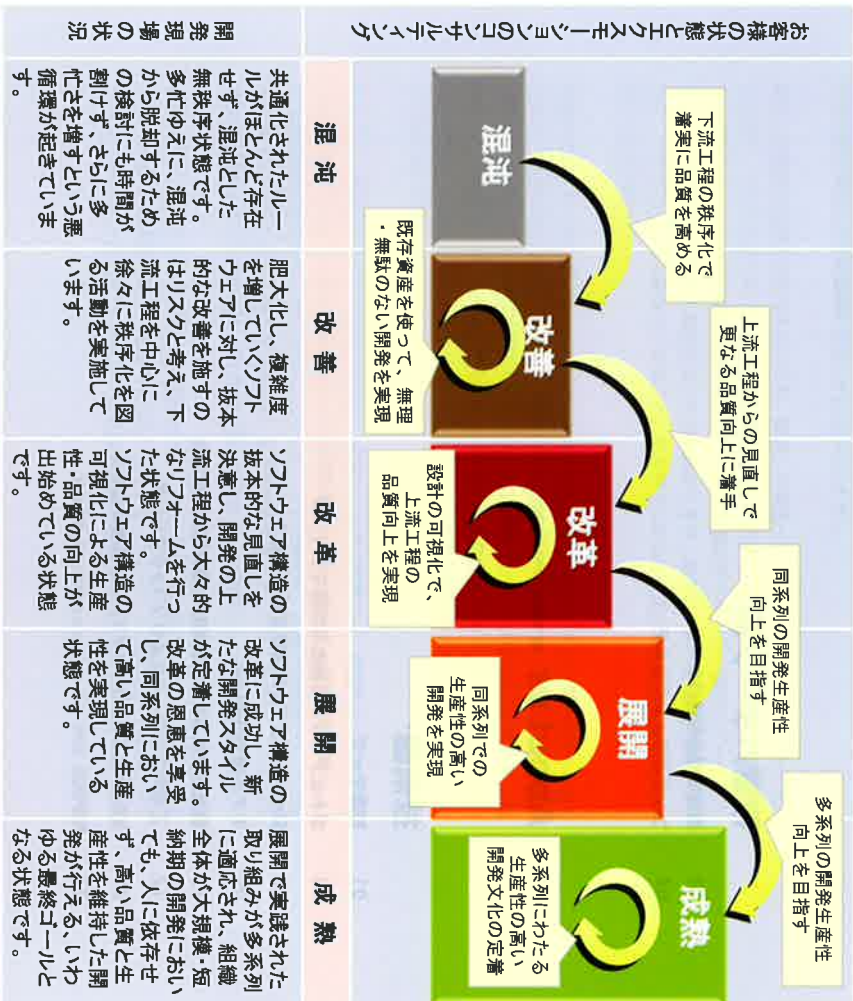 お客様の状態とエクスモーションのコンサルティング
下流工程の秩序化で
着実に品質を高める
上流工程からの見直しで
更なる品質向上に着手
同系列の開発生産性
向上を目指す
多系列の開発生産性
向上を目指す
混沌
改善
改革
展開
成熟
既存資産を使って、無理
・無駄のない開発を実現
設計の可視化で、
上流工程の
品質向上を実現
同系列での
生産性の高い
開発を実現
多系列にわたる
生産性の高い
開発文化の定着
開発現場の状況
混沌
共通化されたルー
ルがほとんど存在
せず、混沌とした
無秩序状態です。
多忙ゆえに、混沌
から脱却するため
の検討にも時間が
割けず、さらに多
忙さを増すという悪
循環が起きていま
す。
改善
肥大化し、複雑度
を増していくソフト
ウェアに対し、抜本
的な改善を施すの
はリスクと考え、下
流工程を中心に
徐々に秩序化を図
る活動を実施して
います。
改革
ソフトウェア構造の
抜本的な見直しを
決意し、開発の上
流工程から大々的
なリフォームを行っ
た状態です。
ソフトウェア構造の
可視化による生産
性・品質の向上が
出始めている状態
です。
展開
ソフトウェア構造の
改革に成功し、新
たな開発スタイル
が定着しています。
改革の恩恵を享受
し、同系列におい
て高い品質と生産
性を実現している
状態です。
成熟
展開で実践された
取り組みが多系列
に適応され、組織
全体が大規模・短
納期の開発におい
ても、人に依存せ
ず、高い品質と生
産性を維持した開
発が行える、いわ
ゆる最終ゴールと
なる状態です。